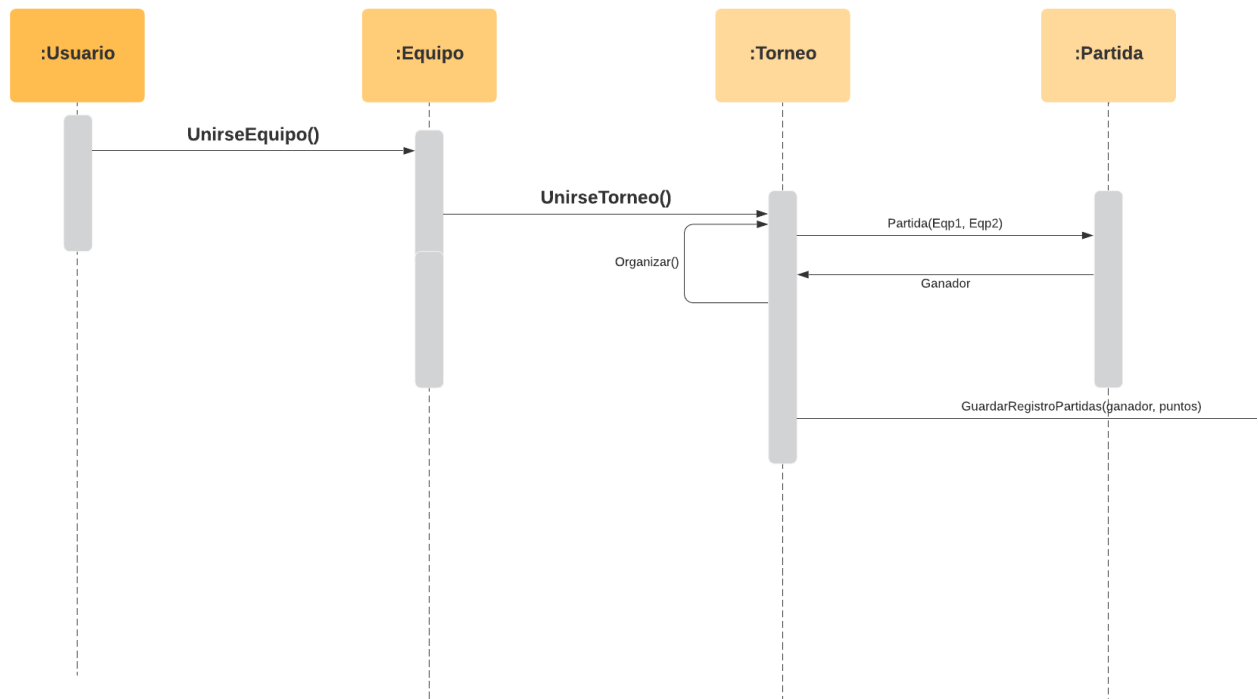 :Usuario
:Equipo
:Torneo
:Partida
UnirseEquipo()
UnirseTorneo()
Partida(Eqp1, Eqp2)
Organizar()
Ganador
GuardarRegistroPartidas(ganador, puntos)